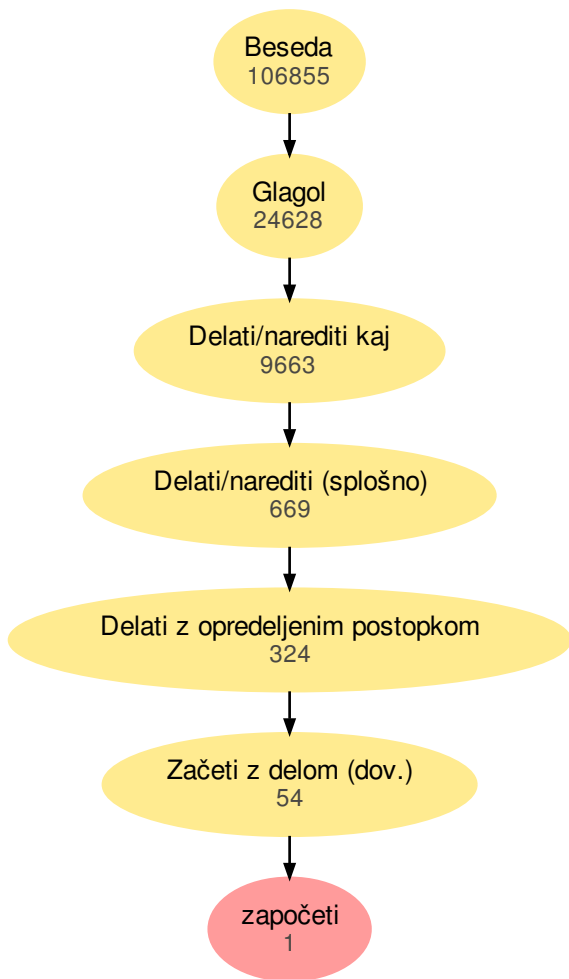 Beseda
106855
Glagol
24628
Delati/narediti kaj
9663
Delati/narediti (splošno)
669
Delati z opredeljenim postopkom
324
Začeti z delom (dov.)
54
započeti
1